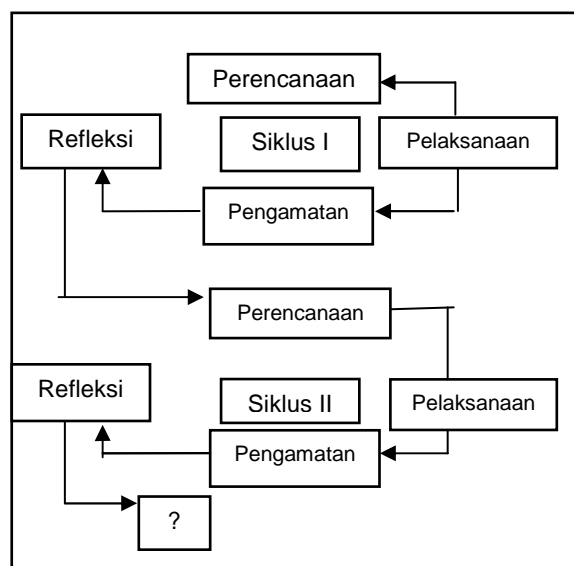 Perencanaan
Refleksi
Siklus I
Pelaksanaan
Pengamatan
Perencanaan
Refleksi
Siklus II
Pelaksanaan
Pengamatan
?